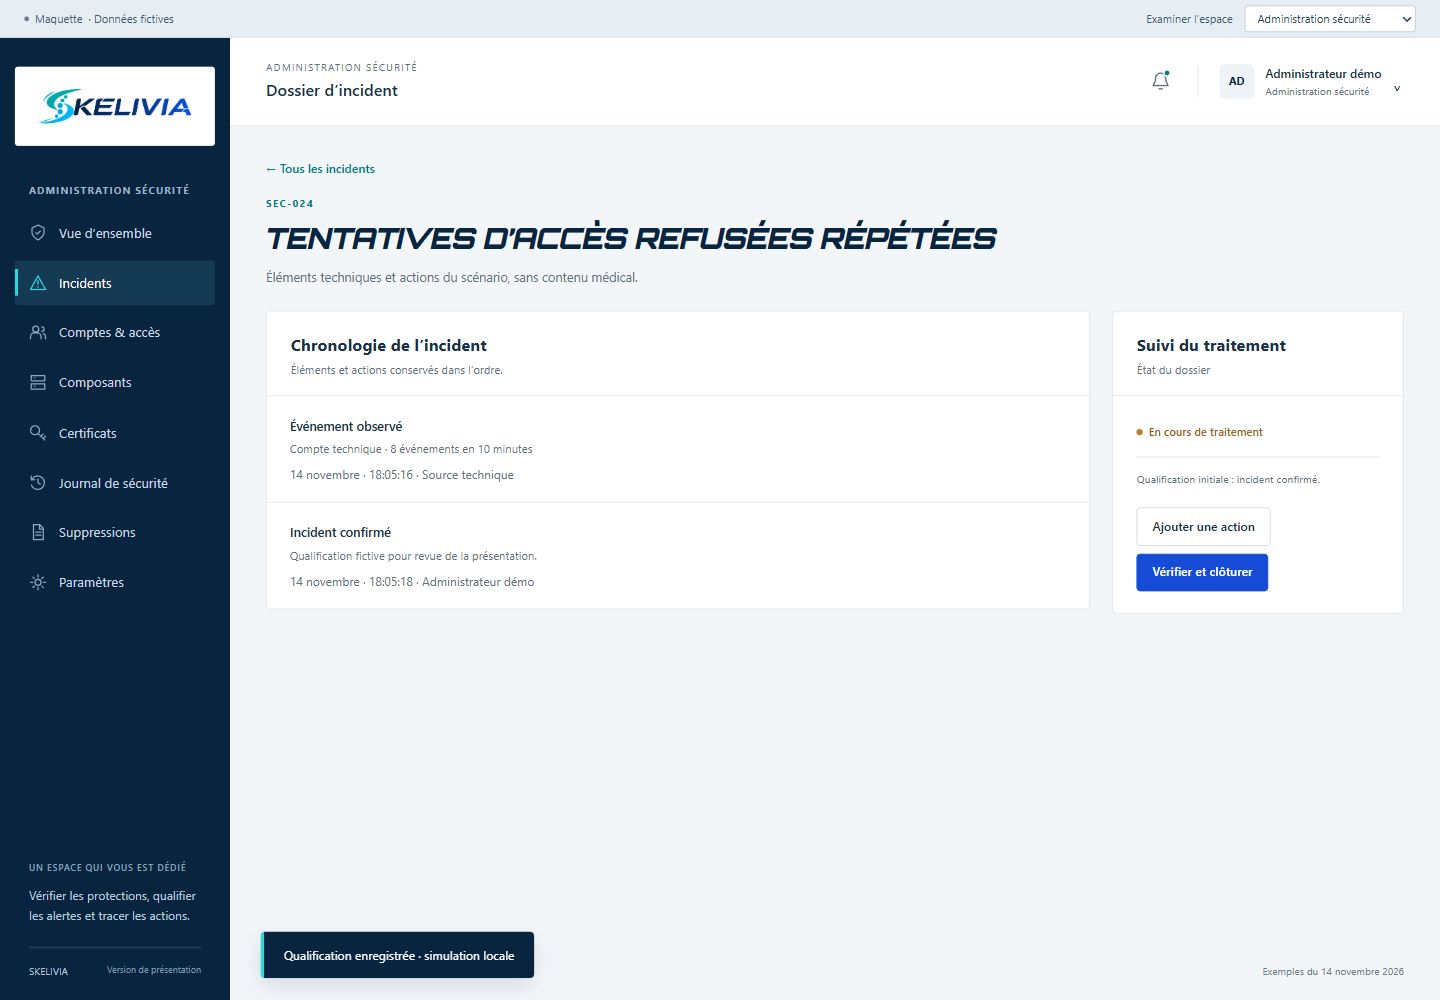 Maquette · Données fictives
Examiner l'espace
Administration sécurité
SKELIVIA
ADMINISTRATION SÉCURITÉ
Vue d'ensemble
Incidents
Comptes & accès
Composants
Certificats
Journal de sécurité
Suppressions
Paramètres
UN ESPACE QUI VOUS EST DÉDIÉ
Vérifier les protections, qualifier
les alertes et tracer les actions.
SKELIVIA
Version de présentation
ADMINISTRATION SÉCURITÉ
Dossier d'incident
AD
Administrateur démo
Administration sécurité
← Tous les incidents
SEC-024
TENTATIVES D'ACCÈS REFUSÉES RÉPÉTÉES
Éléments techniques et actions du scénario, sans contenu médical.
Chronologie de l'incident
Éléments et actions conservés dans l'ordre.
Événement observé
Compte technique · 8 événements en 10 minutes
14 novembre · 18:05:16 · Source technique
Incident confirmé
Qualification fictive pour revue de la présentation.
14 novembre · 18:05:18 · Administrateur démo
Suivi du traitement
État du dossier
En cours de traitement
Qualification initiale : incident confirmé.
Ajouter une action
Vérifier et clôturer
Qualification enregistrée · simulation locale
Exemples du 14 novembre 2026